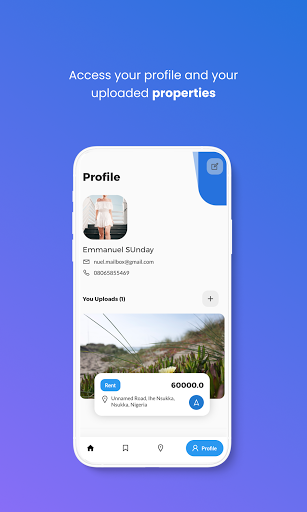 Access your profile and your
uploaded properties
Profile
Emmanuel SUnday
nuel.mailbox@gmail.com
08065855469
You Uploads (1)
Rent
60000.0
Unnamed Road, Ihe Nsukka,
Nsukka, Nigeria
Profile